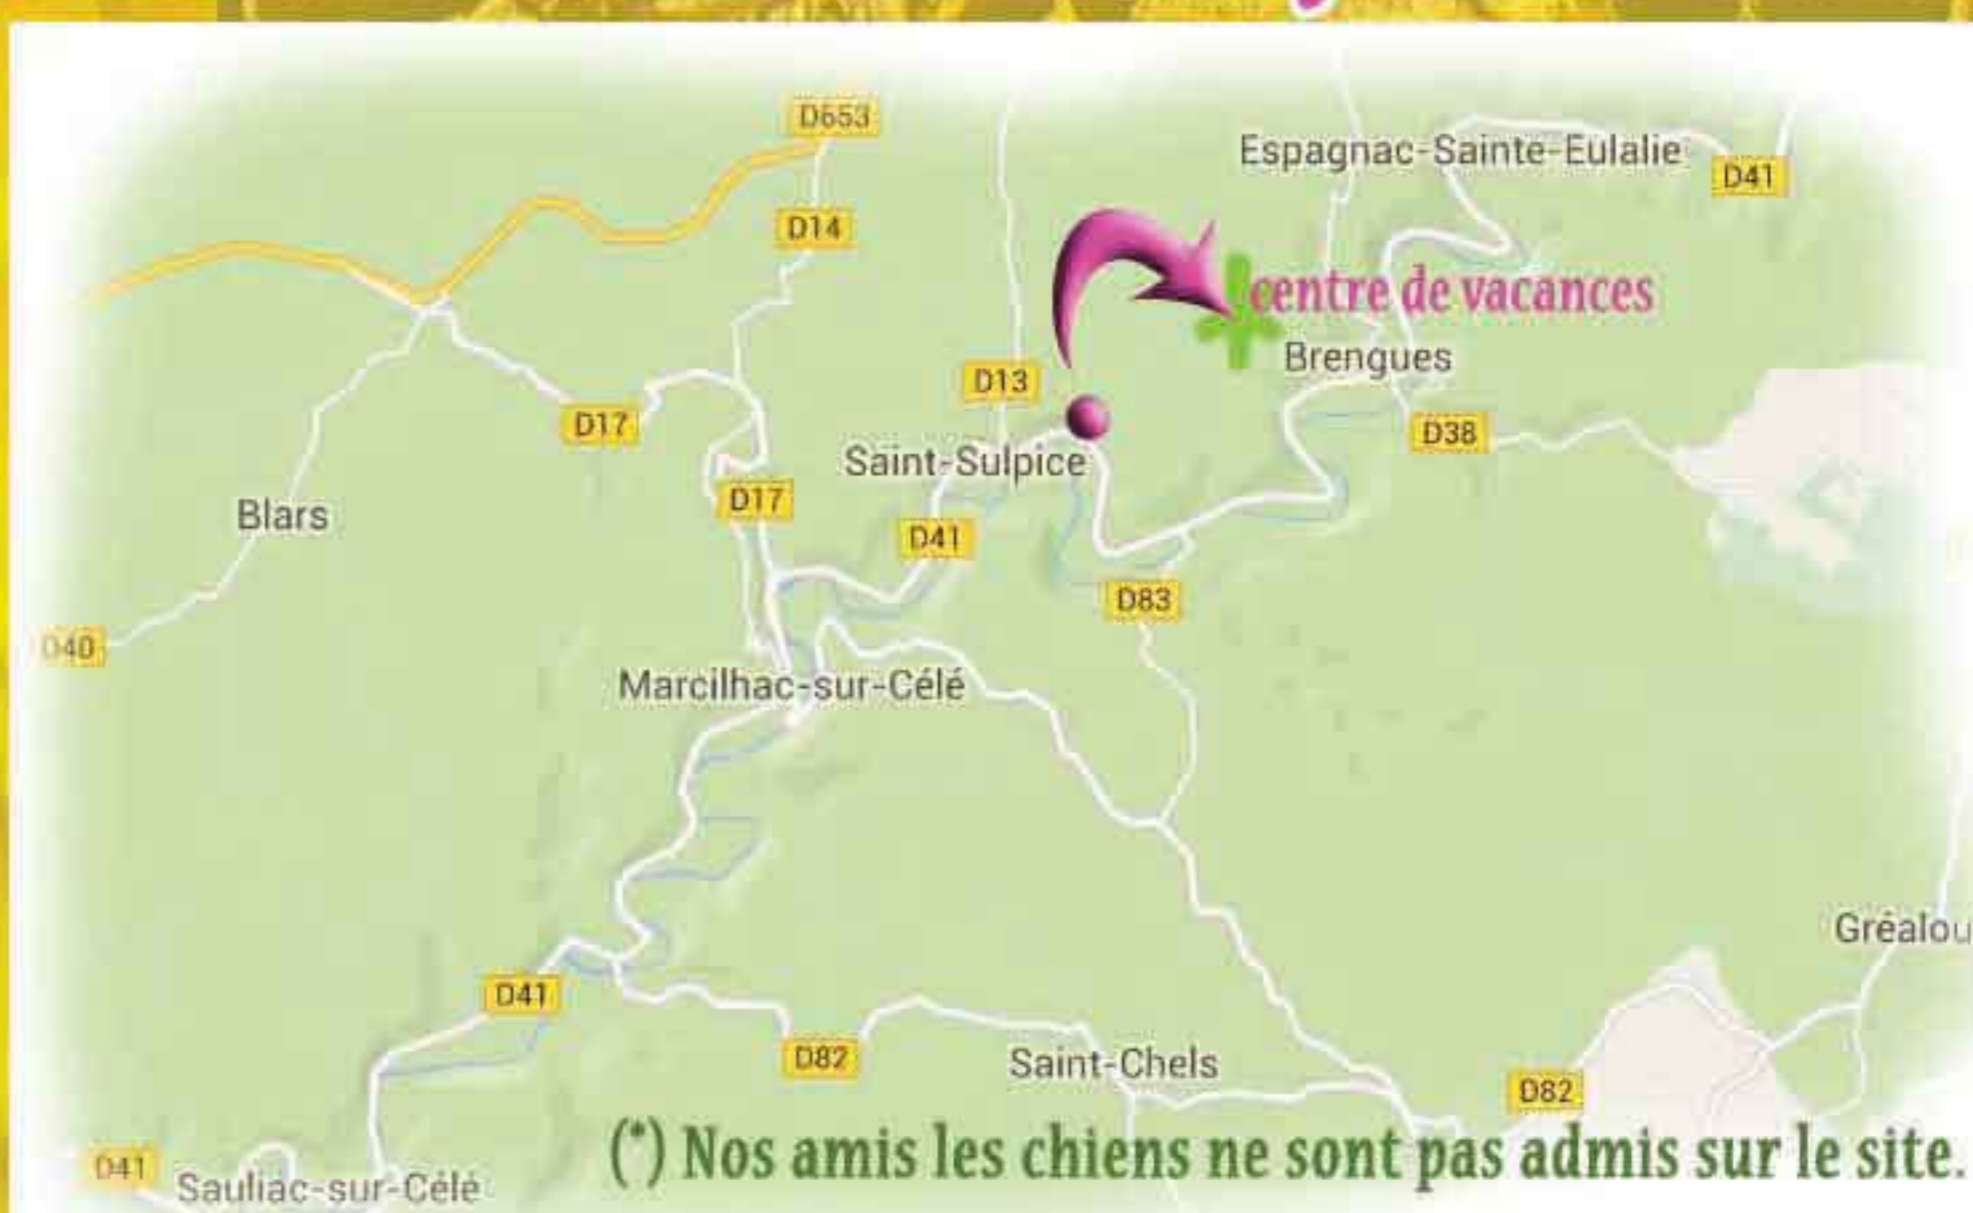 D653
Espagnac-Sainte-Eulalie
D41
D14
centre de vacances
Brengues
D13
D17
D38
Saint-Sulpice
D17
Blars
D41
D83
D40
Marcilhac-sur-Célé
Gréalou
D41
D82
Saint-Chels
D82
(*) Nos amis les chiens ne sont pas admis sur le site.
D41
Sauliac-sur-Célé